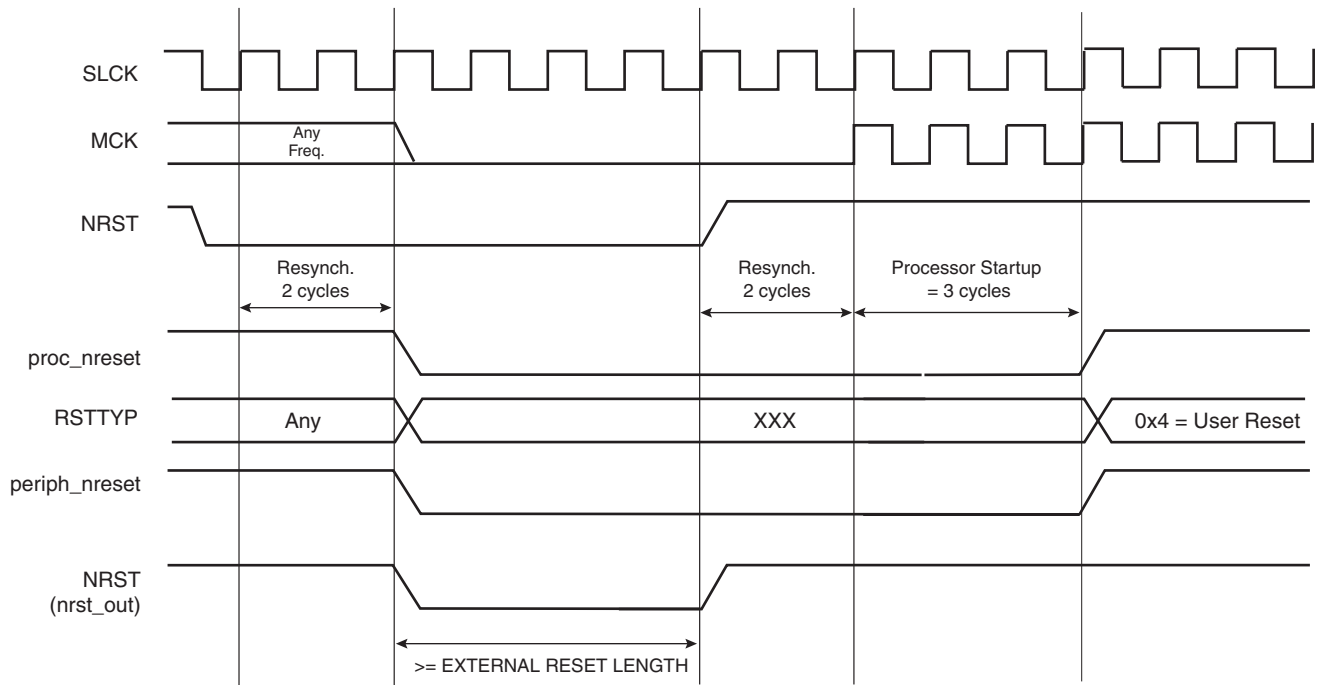 SLCK
MCK
Any
Freq.
NRST
Resynch.
2 cycles
Resynch.
2 cycles
Processor Startup
= 3 cycles
proc_nreset
RSTTYP
Any
XXX
0x4 = User Reset
periph_nreset
NRST
(nrst_out)
>= EXTERNAL RESET LENGTH